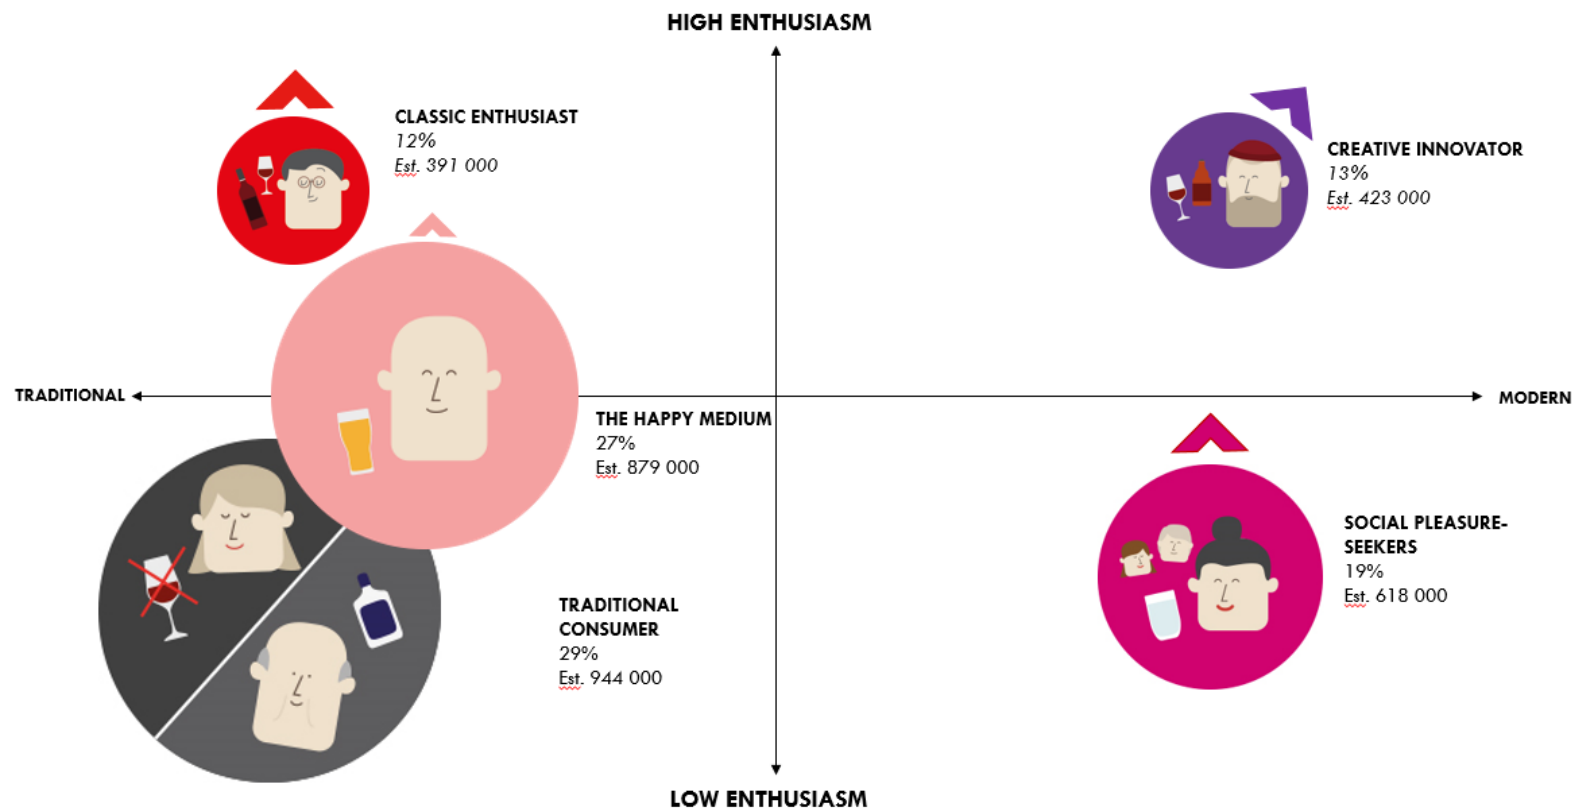 HIGH ENTHUSIASM
CLASSIC ENTHUSIAST
12%
Est. 391 000
CREATIVE INNOVATOR
13%
Est. 423 000
TRADITIONAL
MODERN
THE HAPPY MEDIUM
27%
Est. 879 000
SOCIAL PLEASURE-
SEEKERS
19%
Est. 618 000
TRADITIONAL
CONSUMER
29%
Est. 944 000
LOW ENTHUSIASM